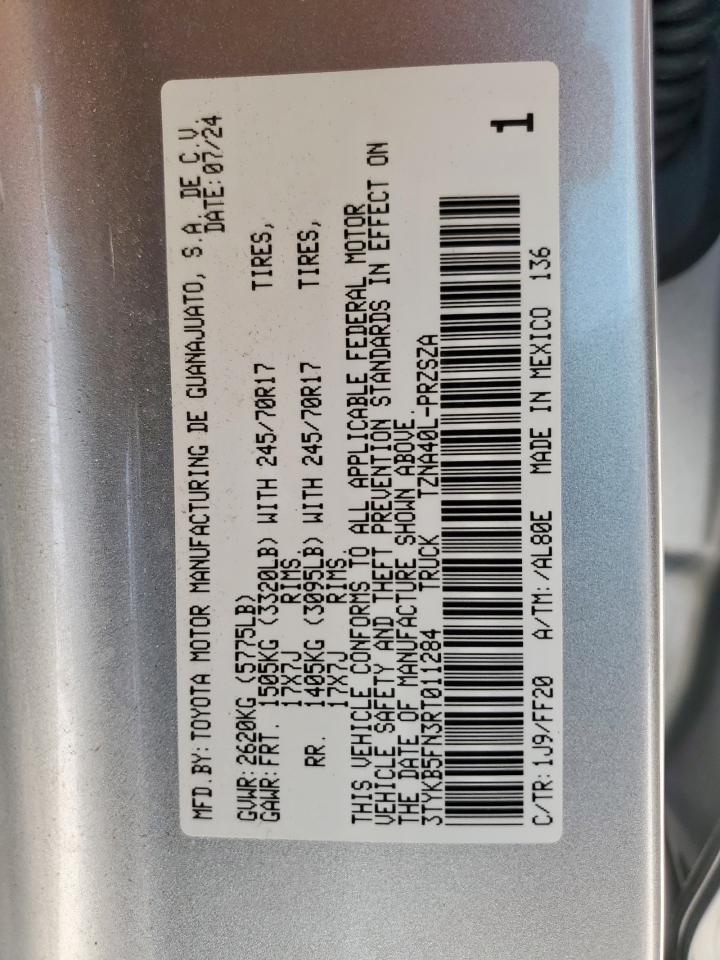 MFD.BY: TOYOTA MOTOR MANUFACTURING DE GUANAJUATO, S.A. DE C.V.
DATE: 07/24
GVWR: 2620KG (5775LB)
GAWR: FRT. 1505KG (3320LB) WITH 245/70R17 TIRES,
17X7J RIMS.
RR. 1405KG (3095LB) WITH 245/70R17 TIRES,
17X7J RIMS.
THIS VEHICLE CONFORMS TO ALL APPLICABLE FEDERAL MOTOR
VEHICLE SAFETY AND THEFT PREVENTION STANDARDS IN EFFECT ON
THE DATE OF MANUFACTURE SHOWN ABOVE.
3TYKB5FN3RT011284 TRUCK TZNA40L-PRZSZA
1
C/TR: 1J9/FF20 A/TM: /AL80E MADE IN MEXICO 136